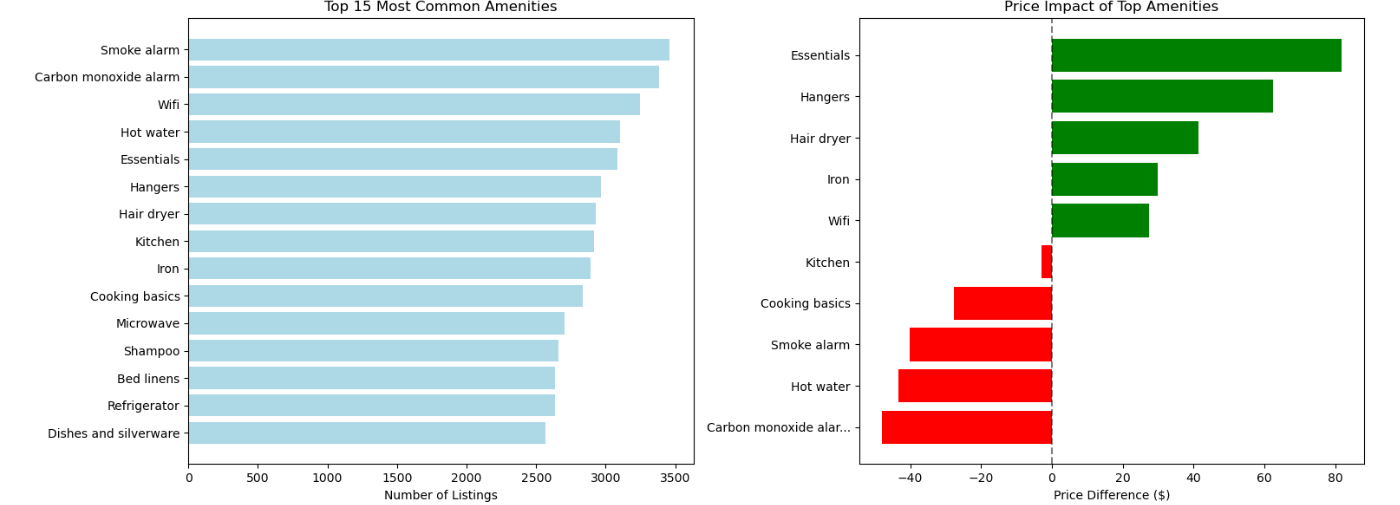 Top 15 Most Common Amenities
Smoke alarm
Carbon monoxide alarm
Wifi
Hot water
Essentials
Hangers
Hair dryer
Kitchen
Iron
Cooking basics
Microwave
Shampoo
Bed linens
Refrigerator
Dishes and silverware
0 500 1000 1500 2000 2500 3000 3500
Number of Listings
Price Impact of Top Amenities
Essentials
Hangers
Hair dryer
Iron
Wifi
Kitchen
Cooking basics
Smoke alarm
Hot water
Carbon monoxide alar...
−40 −20 0 20 40 60 80
Price Difference ($)